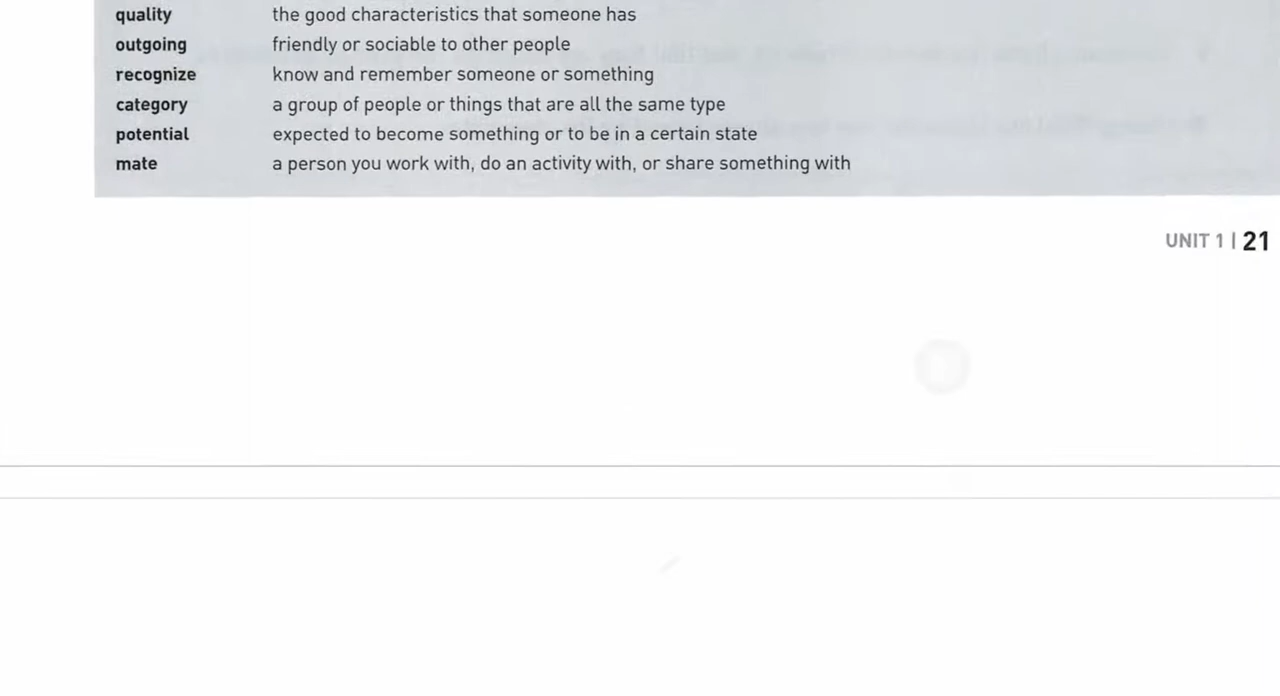 quality the good characteristics that someone has
outgoing friendly or sociable to other people
recognize know and remember someone or something
category a group of people or things that are all the same type
potential expected to become something or to be in a certain state
mate a person you work with, do an activity with, or share something with
UNIT 1 | 21